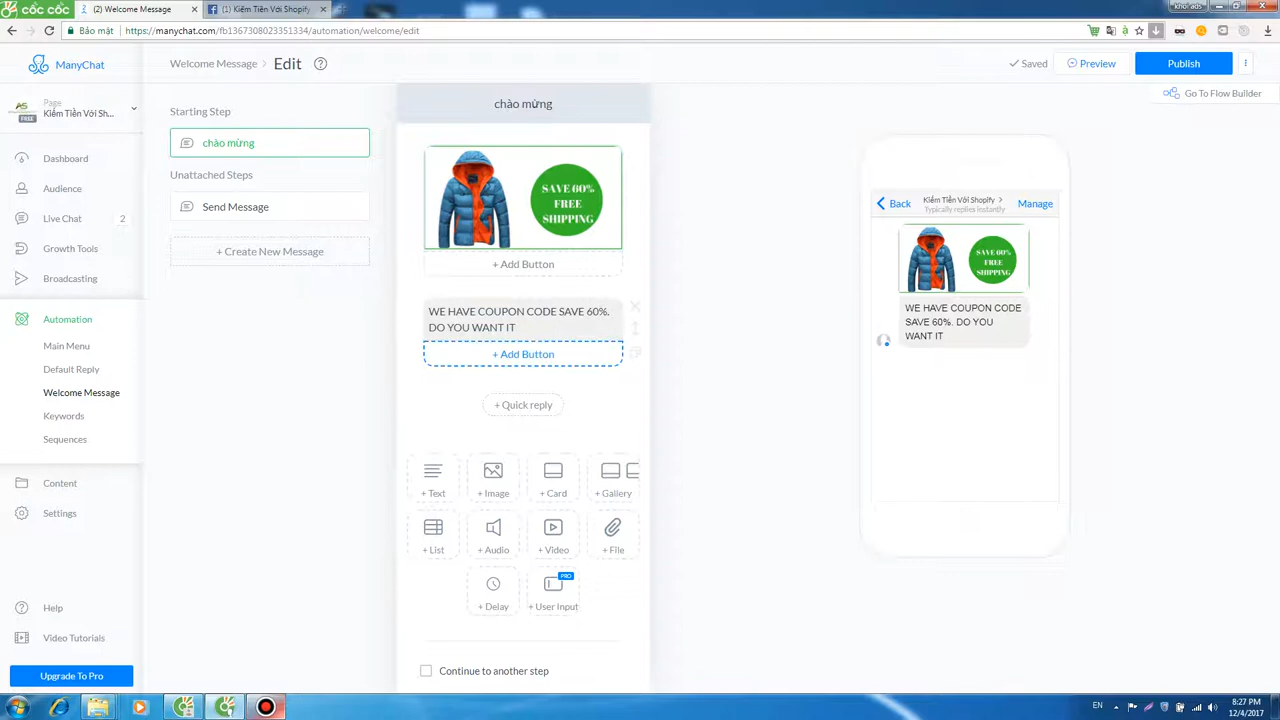 cốc cốc
(2) Welcome Message
(1) Kiếm Tiền Với Shopify
khoi ads
Bảo mật
https://manychat.com/fb1367308023351334/automation/welcome/edit
ManyChat
Welcome Message
Edit
Saved
Preview
Publish
Go To Flow Builder
AS
FREE
Page
Kiếm Tiền Với Sh...
Dashboard
Audience
Live Chat
2
Growth Tools
Broadcasting
Automation
Main Menu
Default Reply
Welcome Message
Keywords
Sequences
Content
Settings
Help
Video Tutorials
Upgrade To Pro
Starting Step
chào mừng
Unattached Steps
Send Message
+ Create New Message
chào mừng
SAVE 60%
FREE
SHIPPING
+ Add Button
WE HAVE COUPON CODE SAVE 60%.
DO YOU WANT IT
+ Add Button
+ Quick reply
+ Text
+ Image
+ Card
+ Gallery
+ List
+ Audio
+ Video
+ File
+ Delay
PRO
+ User Input
Continue to another step
Back
Kiếm Tiền Với Shopify
Typically replies instantly
Manage
SAVE 60%
FREE
SHIPPING
WE HAVE COUPON CODE
SAVE 60%. DO YOU
WANT IT
EN
8:27 PM
12/4/2017